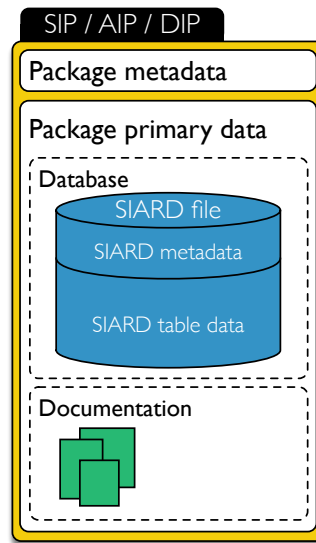 SIP / AIP / DIP
Package metadata
Package primary data
Database
SIARD file
SIARD metadata
SIARD table data
Documentation